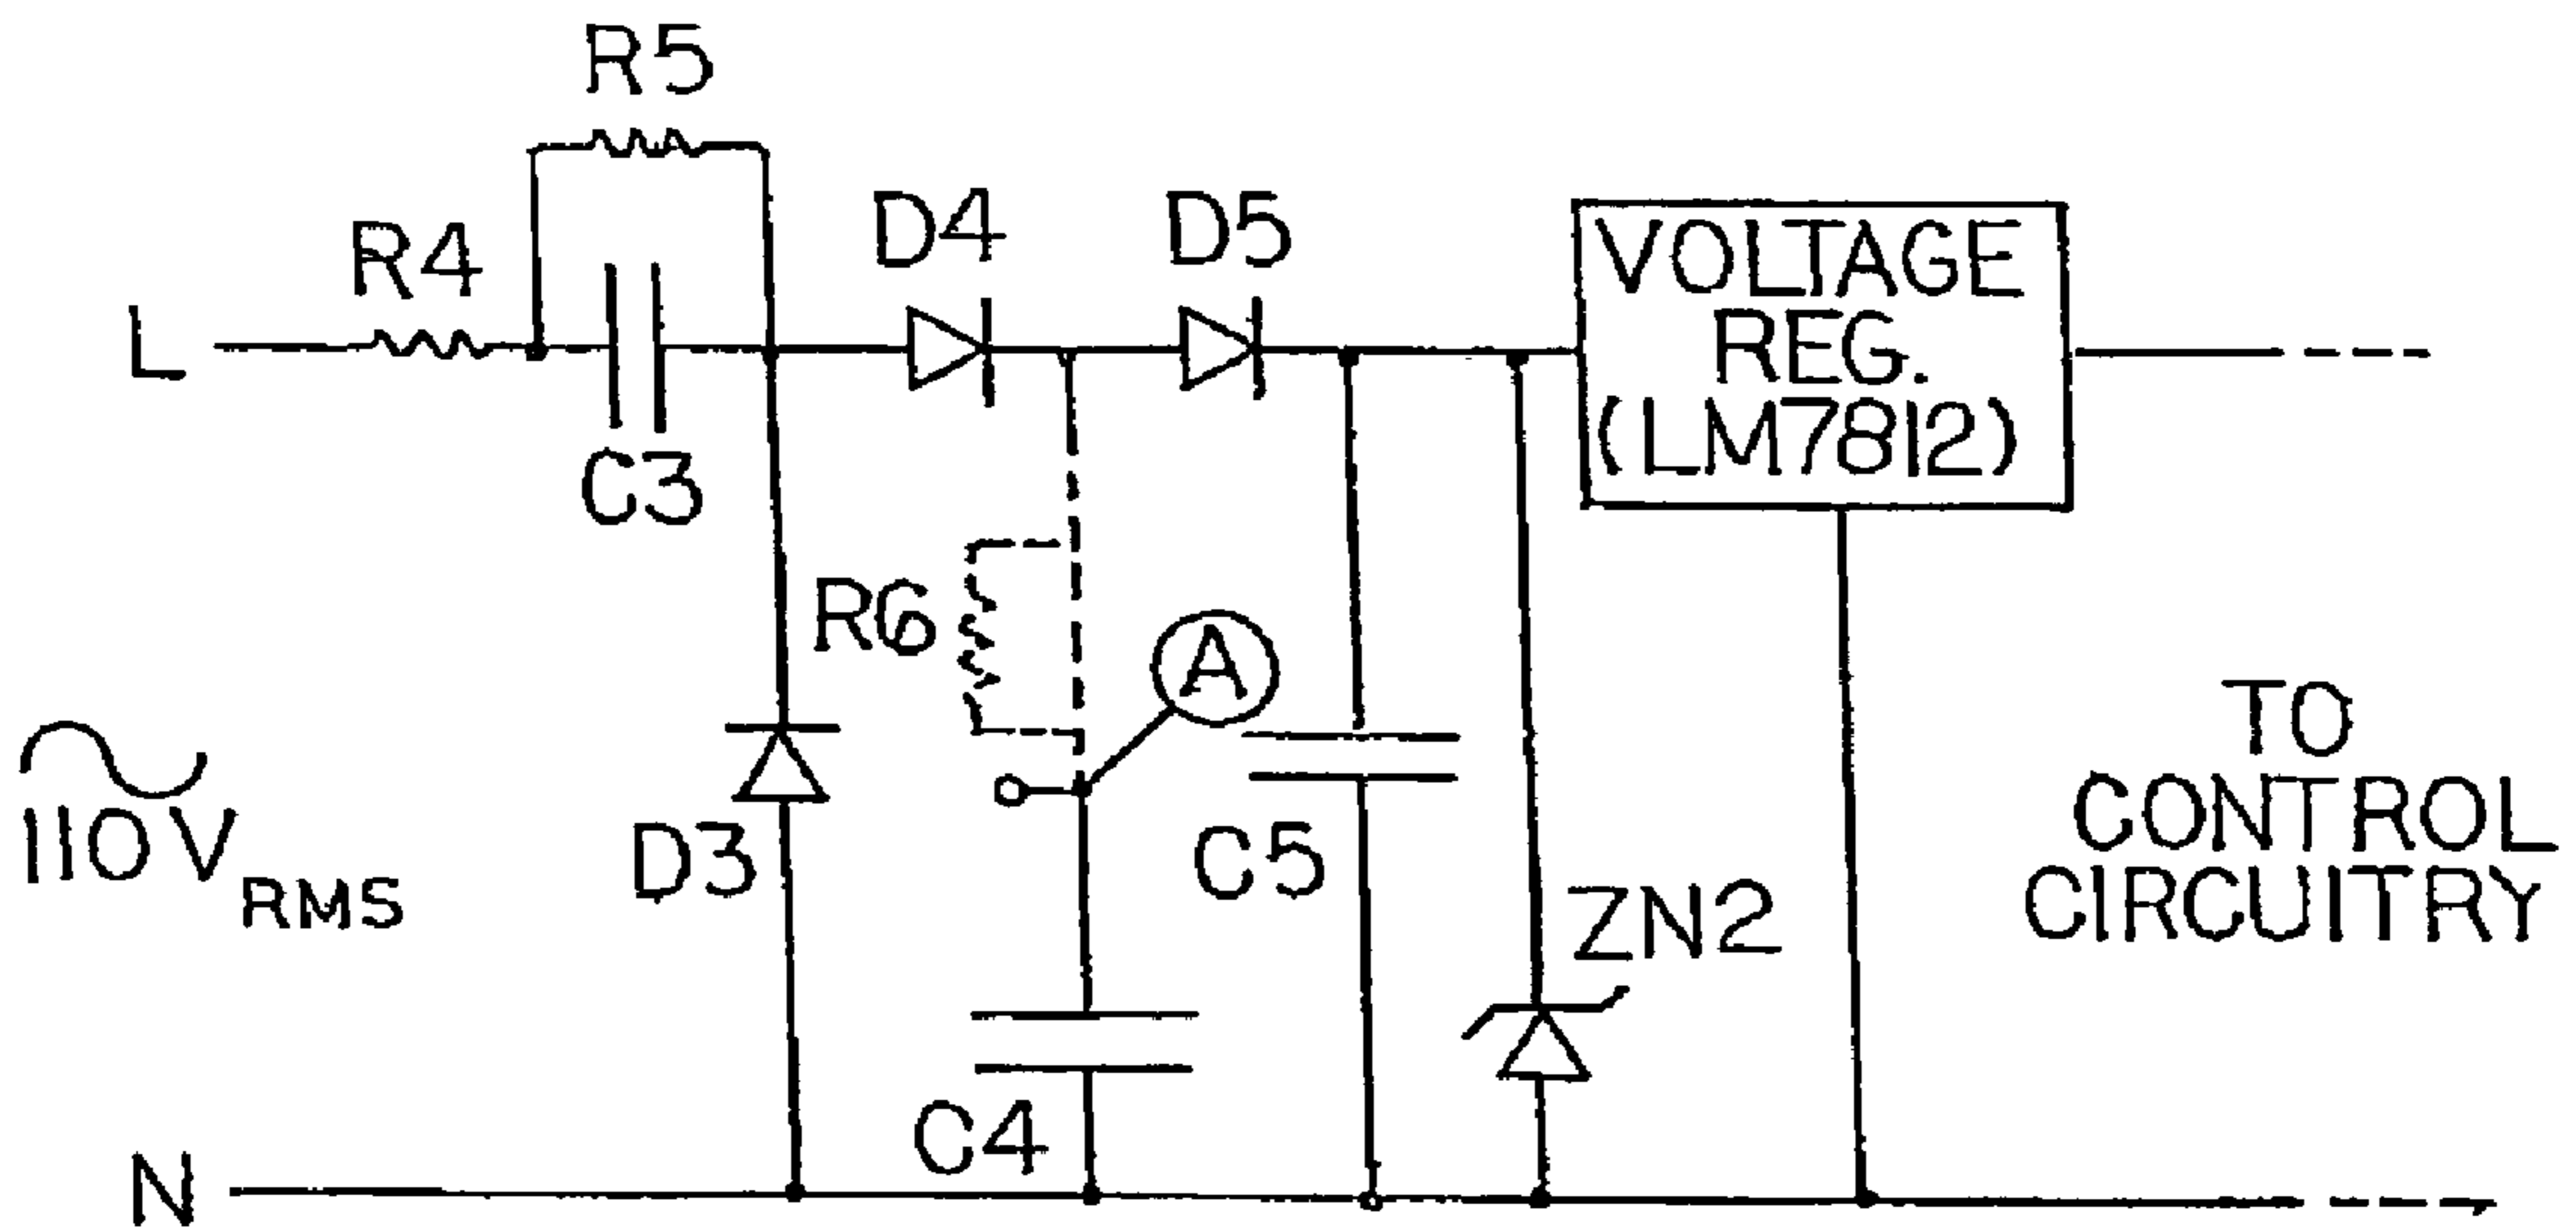 R5
R4
D4
D5
VOLTAGE
REG.
(LM7812)
L
C3
R6
A
110V RMS
D3
C5
TO
CONTROL
CIRCUITRY
ZN2
C4
N